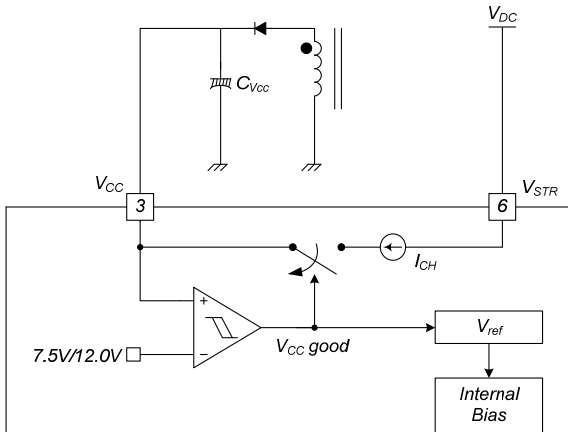 V_DC
C_Vcc
V_CC
3
6
V_STR
I_CH
+
7.5V/12.0V
−
V_CC good
V_ref
Internal
Bias